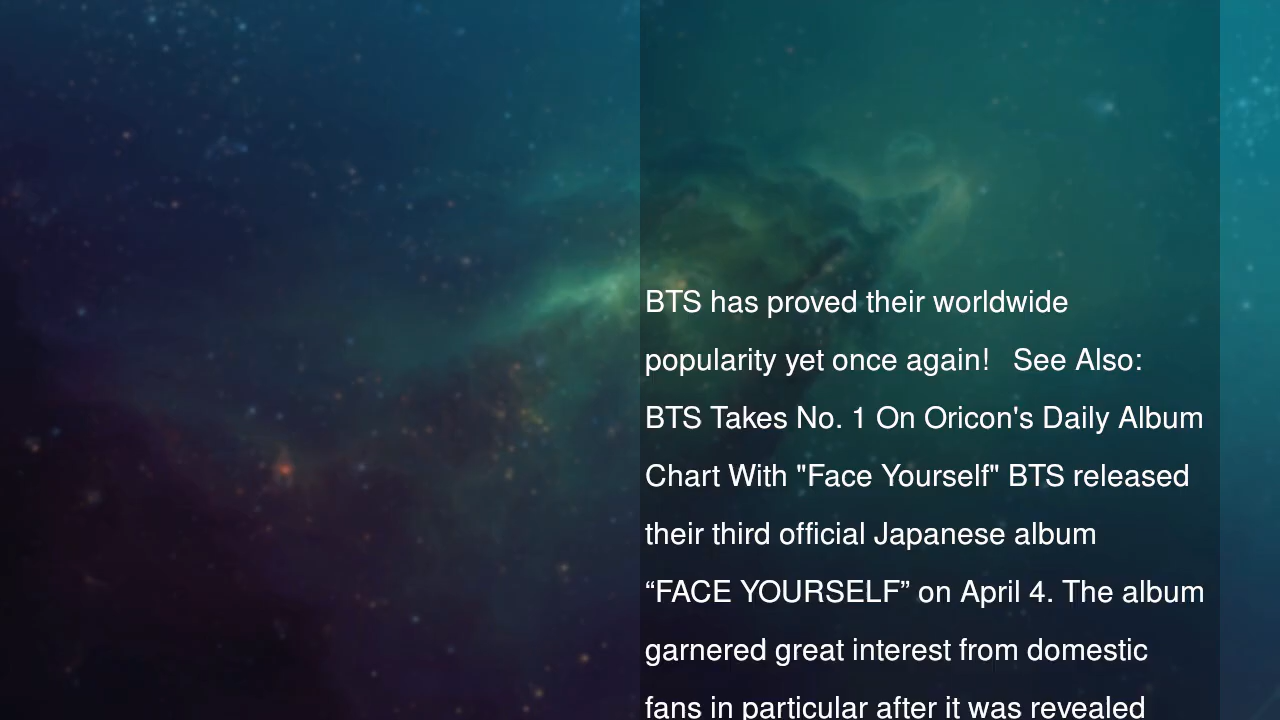 BTS has proved their worldwide
popularity yet once again!   See Also:
BTS Takes No. 1 On Oricon's Daily Album
Chart With "Face Yourself" BTS released
their third official Japanese album
“FACE YOURSELF” on April 4. The album
garnered great interest from domestic
fans in particular after it was revealed